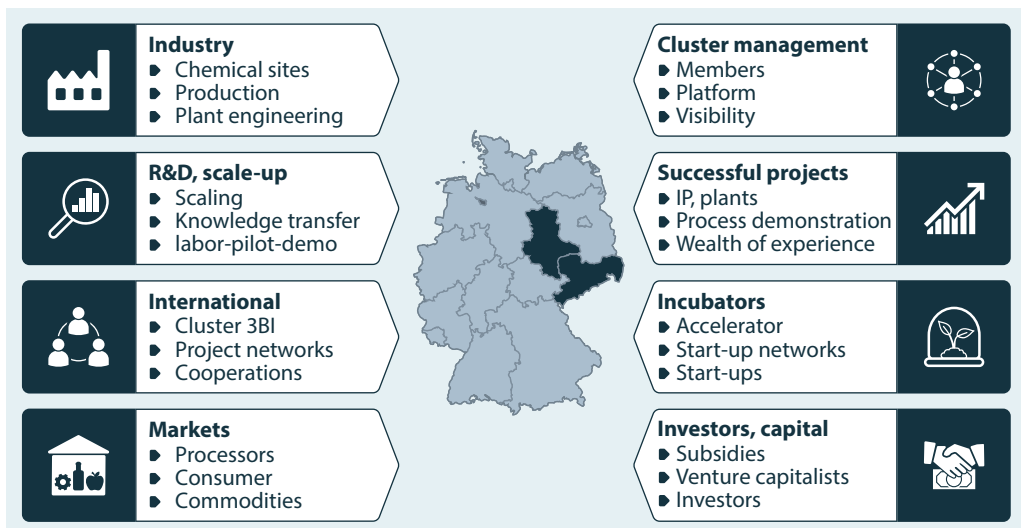 Industry
Chemical sites
Production
Plant engineering
R&D, scale-up
Scaling
Knowledge transfer
labor-pilot-demo
International
Cluster 3BI
Project networks
Cooperations
Markets
Processors
Consumer
Commodities
Cluster management
Members
Platform
Visibility
Successful projects
IP, plants
Process demonstration
Wealth of experience
Incubators
Accelerator
Start-up networks
Start-ups
Investors, capital
Subsidies
Venture capitalists
Investors